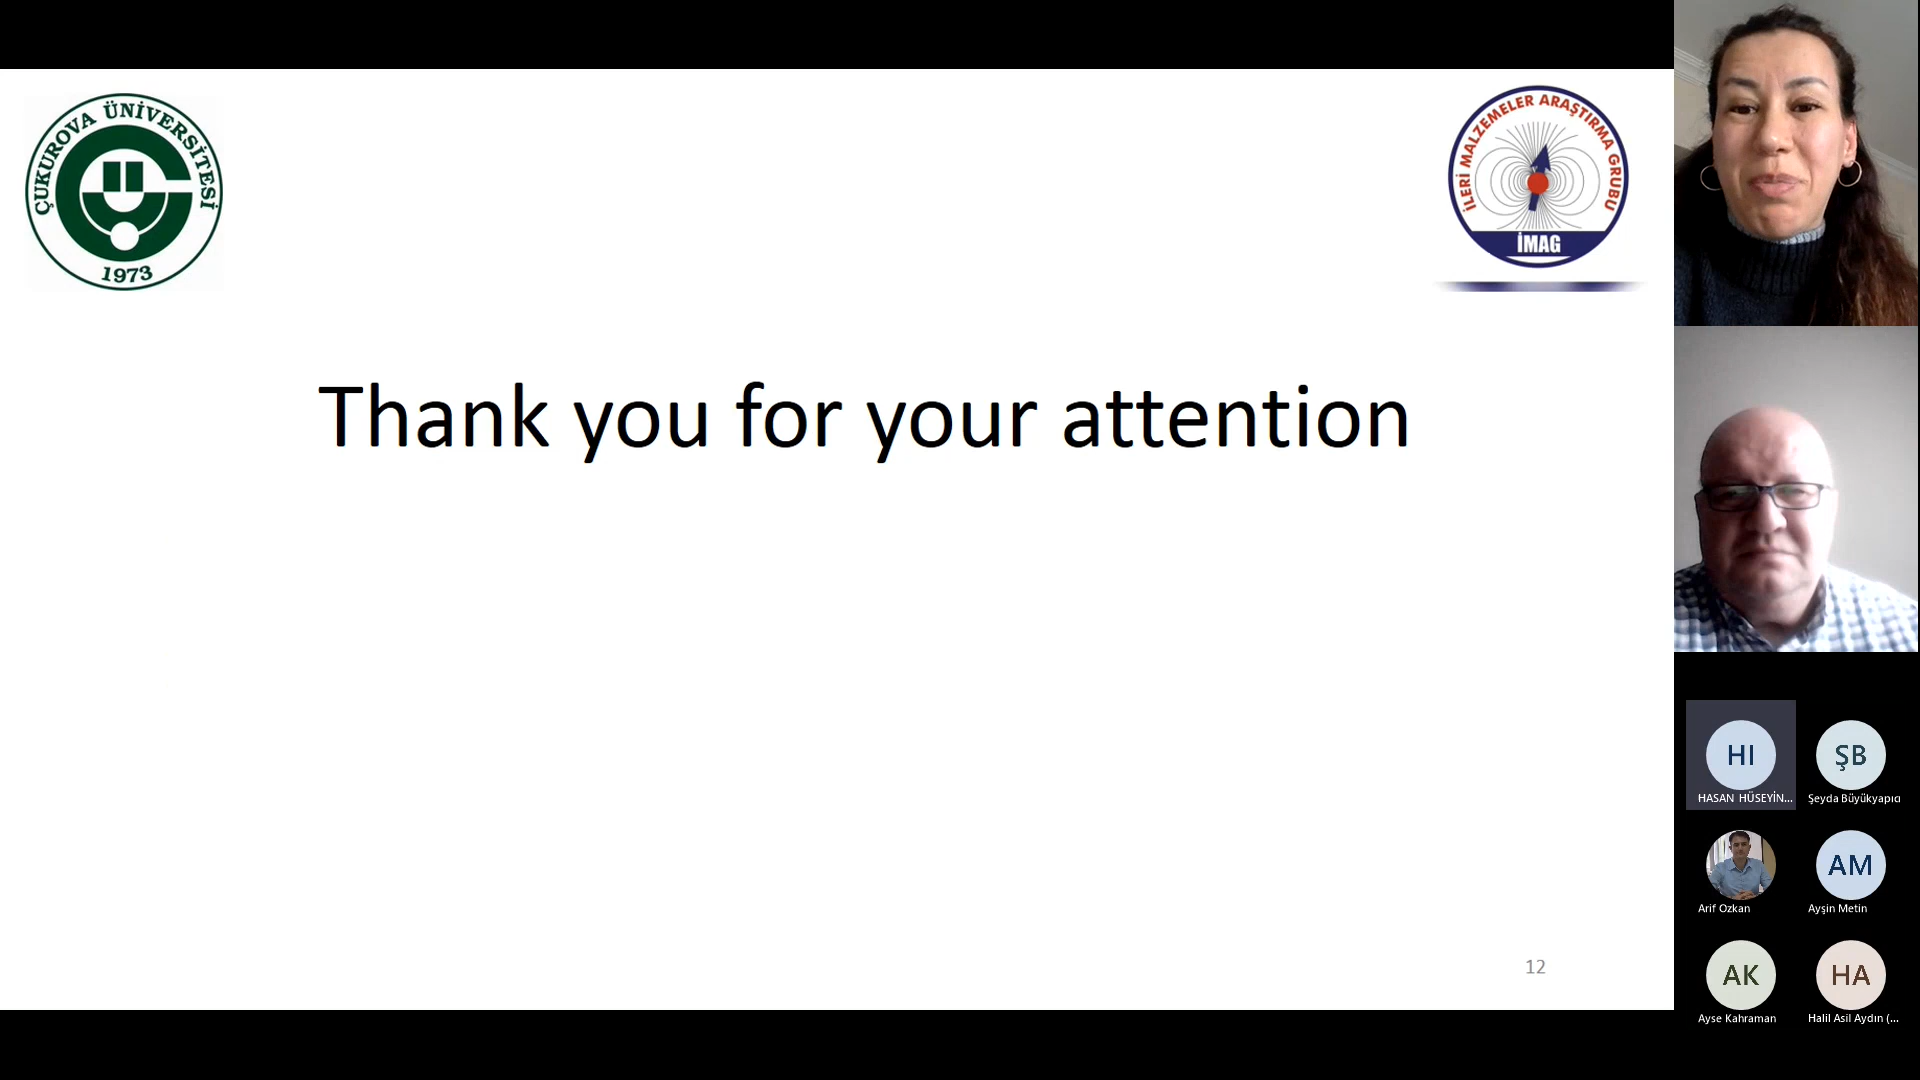 ÇUKUROVA ÜNİVERSİTESİ
1973
İLERİ MALZEMELER ARAŞTIRMA GRUBU
İMAG
Thank you for your attention
12
HI
HASAN HÜSEYİN...
ŞB
Şeyda Büyükyapıcı
Arif Ozkan
AM
Ayşin Metin
AK
Ayse Kahraman
HA
Halil Asil Aydın (...